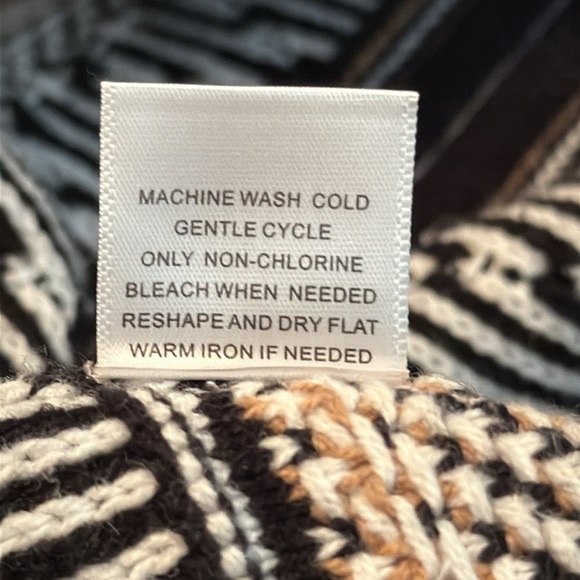 MACHINE WASH COLD
GENTLE CYCLE
ONLY NON-CHLORINE
BLEACH WHEN NEEDED
RESHAPE AND DRY FLAT
WARM IRON IF NEEDED